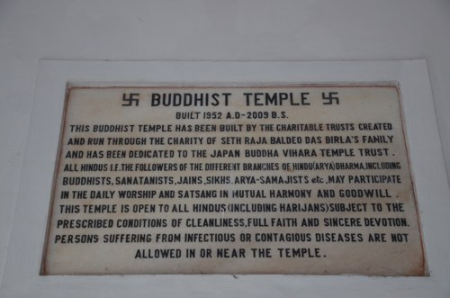 卐 BUDDHIST TEMPLE 卐
BUILT 1952 A.D-2009 B.S.
THIS BUDDHIST TEMPLE HAS BEEN BUILT BY THE CHARITABLE TRUSTS CREATED
AND RUN THROUGH THE CHARITY OF SETH RAJA BALDEO DAS BIRLA'S FAMILY
AND HAS BEEN DEDICATED TO THE JAPAN BUDDHA VIHARA TEMPLE TRUST.
ALL HINDUS I.E. THE FOLLOWERS OF THE DIFFERENT BRANCHES OF HINDU(ARYA)DHARMA, INCLUDING
BUDDHISTS, SANATANISTS, JAINS, SIKHS, ARYA-SAMAJISTS etc, MAY PARTICIPATE
IN THE DAILY WORSHIP AND SATSANG IN MUTUAL HARMONY AND GOODWILL.
THIS TEMPLE IS OPEN TO ALL HINDUS (INCLUDING HARIJANS) SUBJECT TO THE
PRESCRIBED CONDITIONS OF CLEANLINESS, FULL FAITH AND SINCERE DEVOTION.
PERSONS SUFFERING FROM INFECTIOUS OR CONTAGIOUS DISEASES ARE NOT
ALLOWED IN OR NEAR THE TEMPLE.